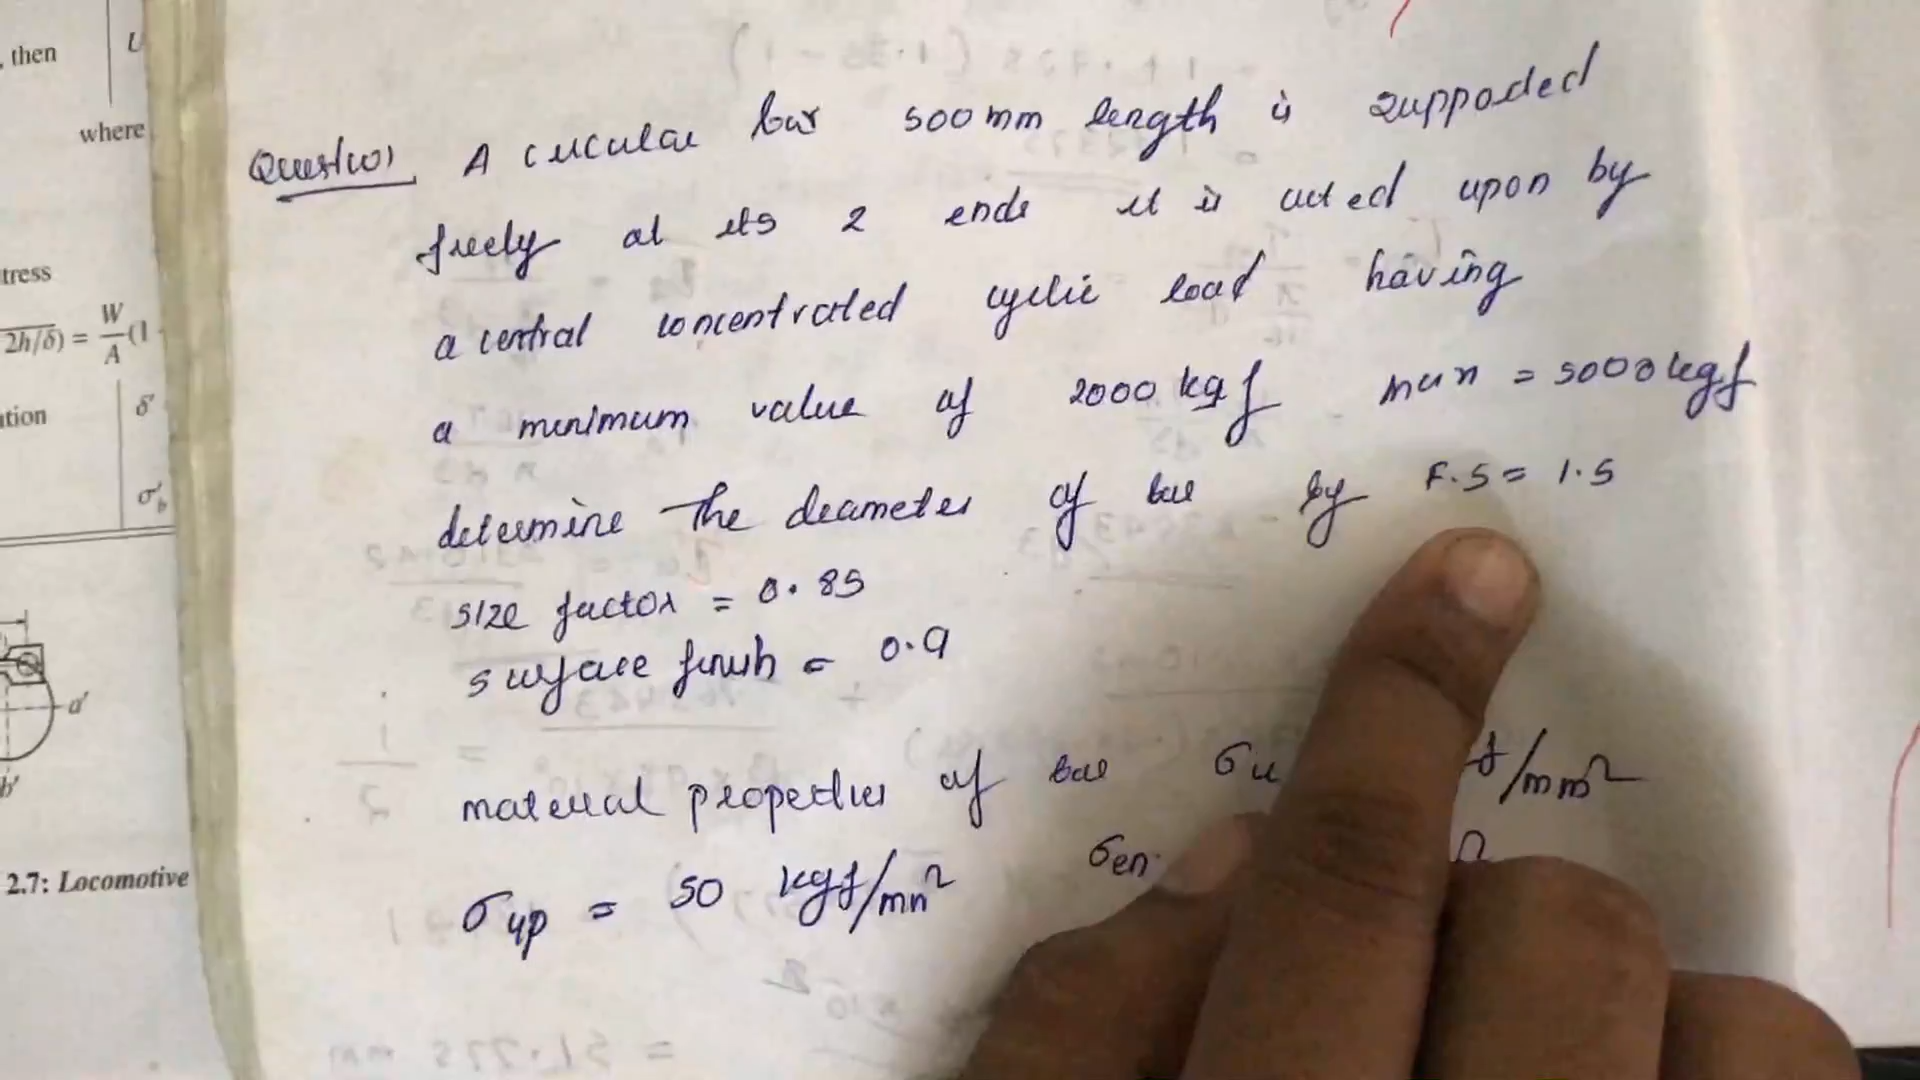 , then
where
tress
2h/δ) = W/A (1
ation
δ'
σ'b
a'
b'
2.7: Locomotive
Question A circular bar 500mm length is supported
freely at its 2 ends it is acted upon by
a central concentrated cyclic load having
a minimum value of 2000 kgf max = 5000 kgf
determine the diameter of bar by F.S = 1.5
size factor = 0.85
surface finish = 0.9
material properties of bar σu f/mm²
σyp = 50 kgf/mm² σen.